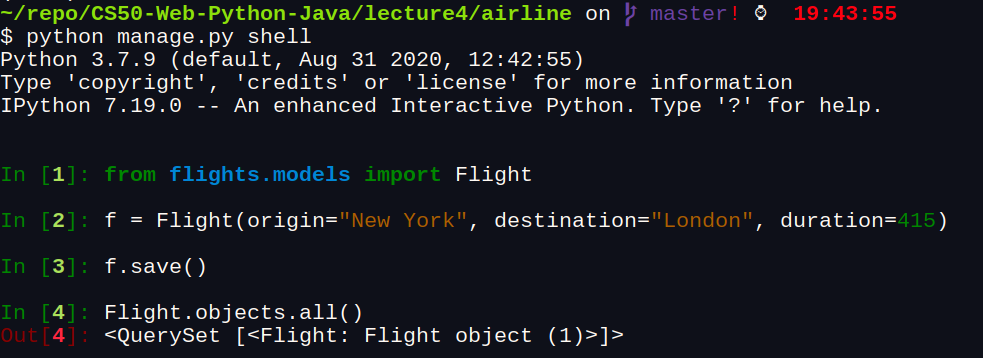 ~/repo/CS50-Web-Python-Java/lecture4/airline on master! ⌚ 19:43:55
$ python manage.py shell
Python 3.7.9 (default, Aug 31 2020, 12:42:55)
Type 'copyright', 'credits' or 'license' for more information
IPython 7.19.0 -- An enhanced Interactive Python. Type '?' for help.
In [1]: from flights.models import Flight
In [2]: f = Flight(origin="New York", destination="London", duration=415)
In [3]: f.save()
In [4]: Flight.objects.all()
Out[4]: <QuerySet [<Flight: Flight object (1)>]>